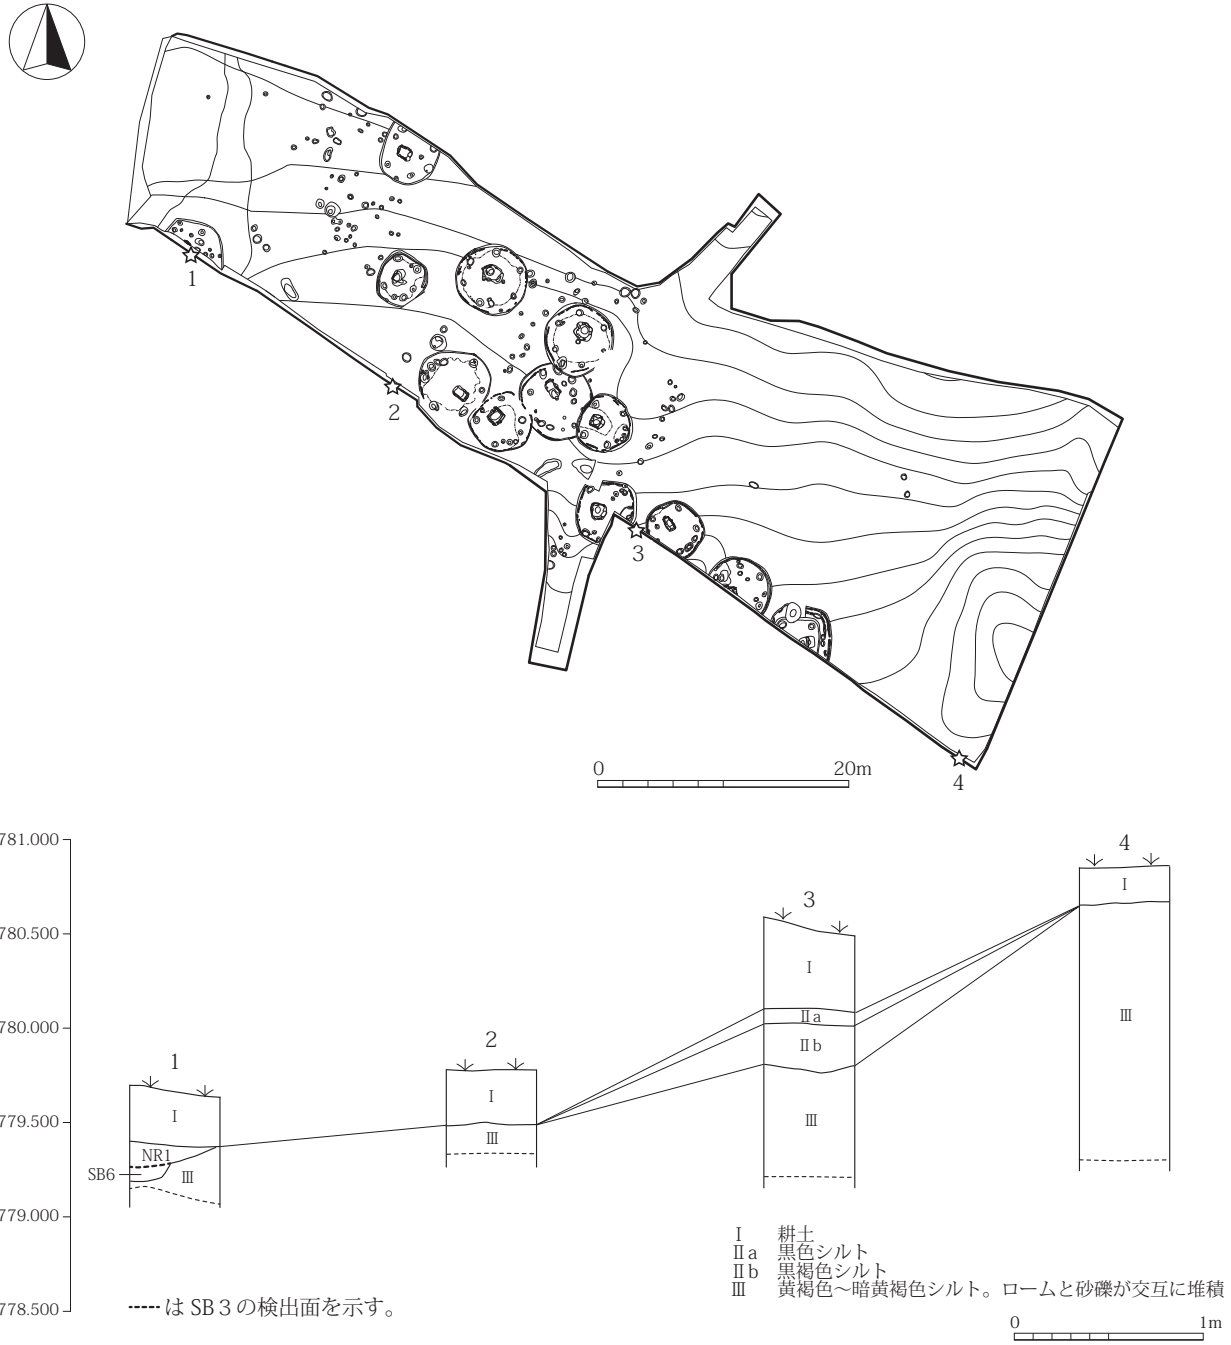 1
2
3
4
0 20m
781.000
780.500
780.000
779.500
779.000
778.500
1
Ⅰ
NR1
SB6
Ⅲ
2
Ⅰ
Ⅲ
3
Ⅰ
Ⅱa
Ⅱb
Ⅲ
4
Ⅰ
Ⅲ
Ⅰ 耕土
Ⅱa 黒色シルト
Ⅱb 黒褐色シルト
Ⅲ 黄褐色〜暗黄褐色シルト。ロームと砂礫が交互に堆積
はSB3の検出面を示す。
0 1m